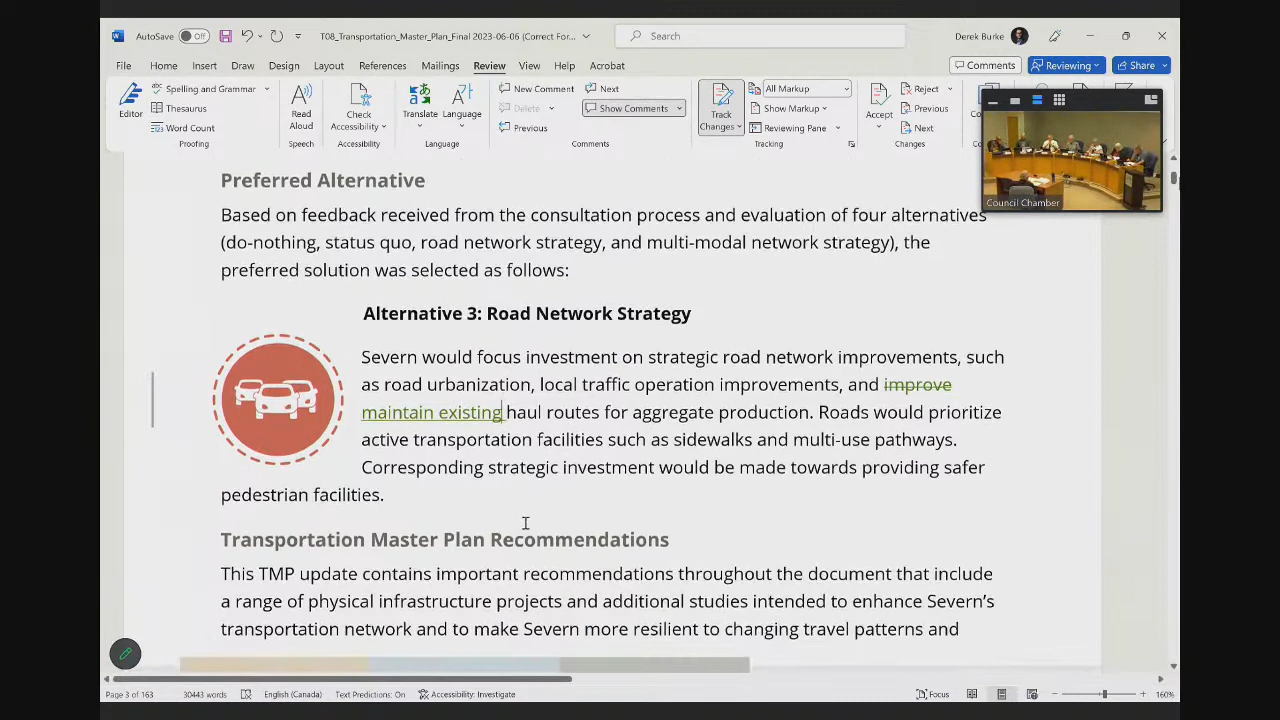 AutoSave Off T08_Transportation_Master_Plan_Final 2023-06-06 (Correct For... Search Derek Burke
File Home Insert Draw Design Layout References Mailings Review View Help Acrobat Comments Reviewing Share
Editor
Spelling and Grammar
Thesaurus
Word Count
Proofing
Read Aloud
Speech
Check Accessibility
Accessibility
Translate
Language
Language
New Comment
Delete
Previous
Next
Show Comments
Comments
Track Changes
All Markup
Show Markup
Reviewing Pane
Tracking
Accept
Reject
Previous
Next
Changes
Council Chamber
Preferred Alternative
Based on feedback received from the consultation process and evaluation of four alternatives
(do-nothing, status quo, road network strategy, and multi-modal network strategy), the
preferred solution was selected as follows:
Alternative 3: Road Network Strategy
Severn would focus investment on strategic road network improvements, such
as road urbanization, local traffic operation improvements, and improve
maintain existing haul routes for aggregate production. Roads would prioritize
active transportation facilities such as sidewalks and multi-use pathways.
Corresponding strategic investment would be made towards providing safer
pedestrian facilities.
Transportation Master Plan Recommendations
This TMP update contains important recommendations throughout the document that include
a range of physical infrastructure projects and additional studies intended to enhance Severn's
transportation network and to make Severn more resilient to changing travel patterns and
Page 3 of 163 30443 words English (Canada) Text Predictions: On Accessibility: Investigate Focus 160%